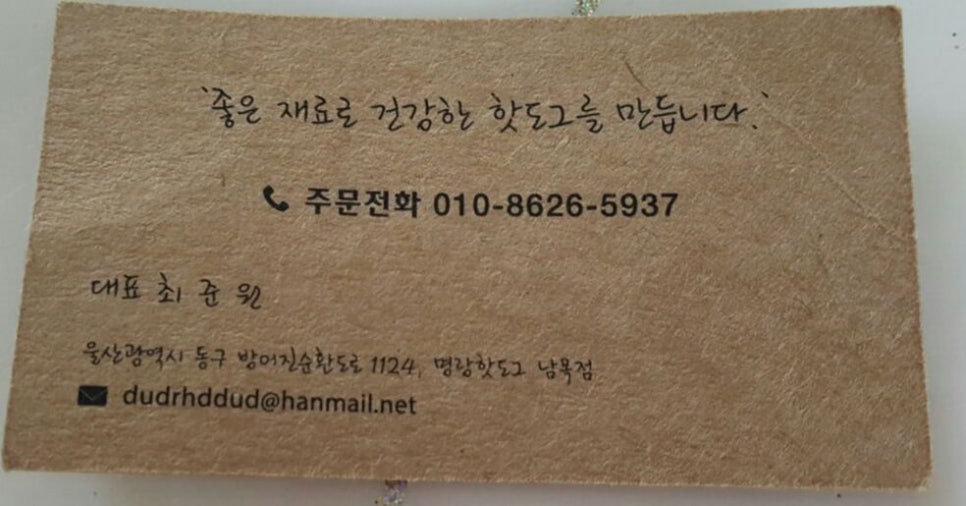 '좋은 재료로 건강한 핫도그를 만듭니다.'
주문전화 010-8626-5937
대표 최 준 원
울산광역시 동구 방어진순환도로 1124, 명랑핫도그 남목점
dudrhddud@hanmail.net